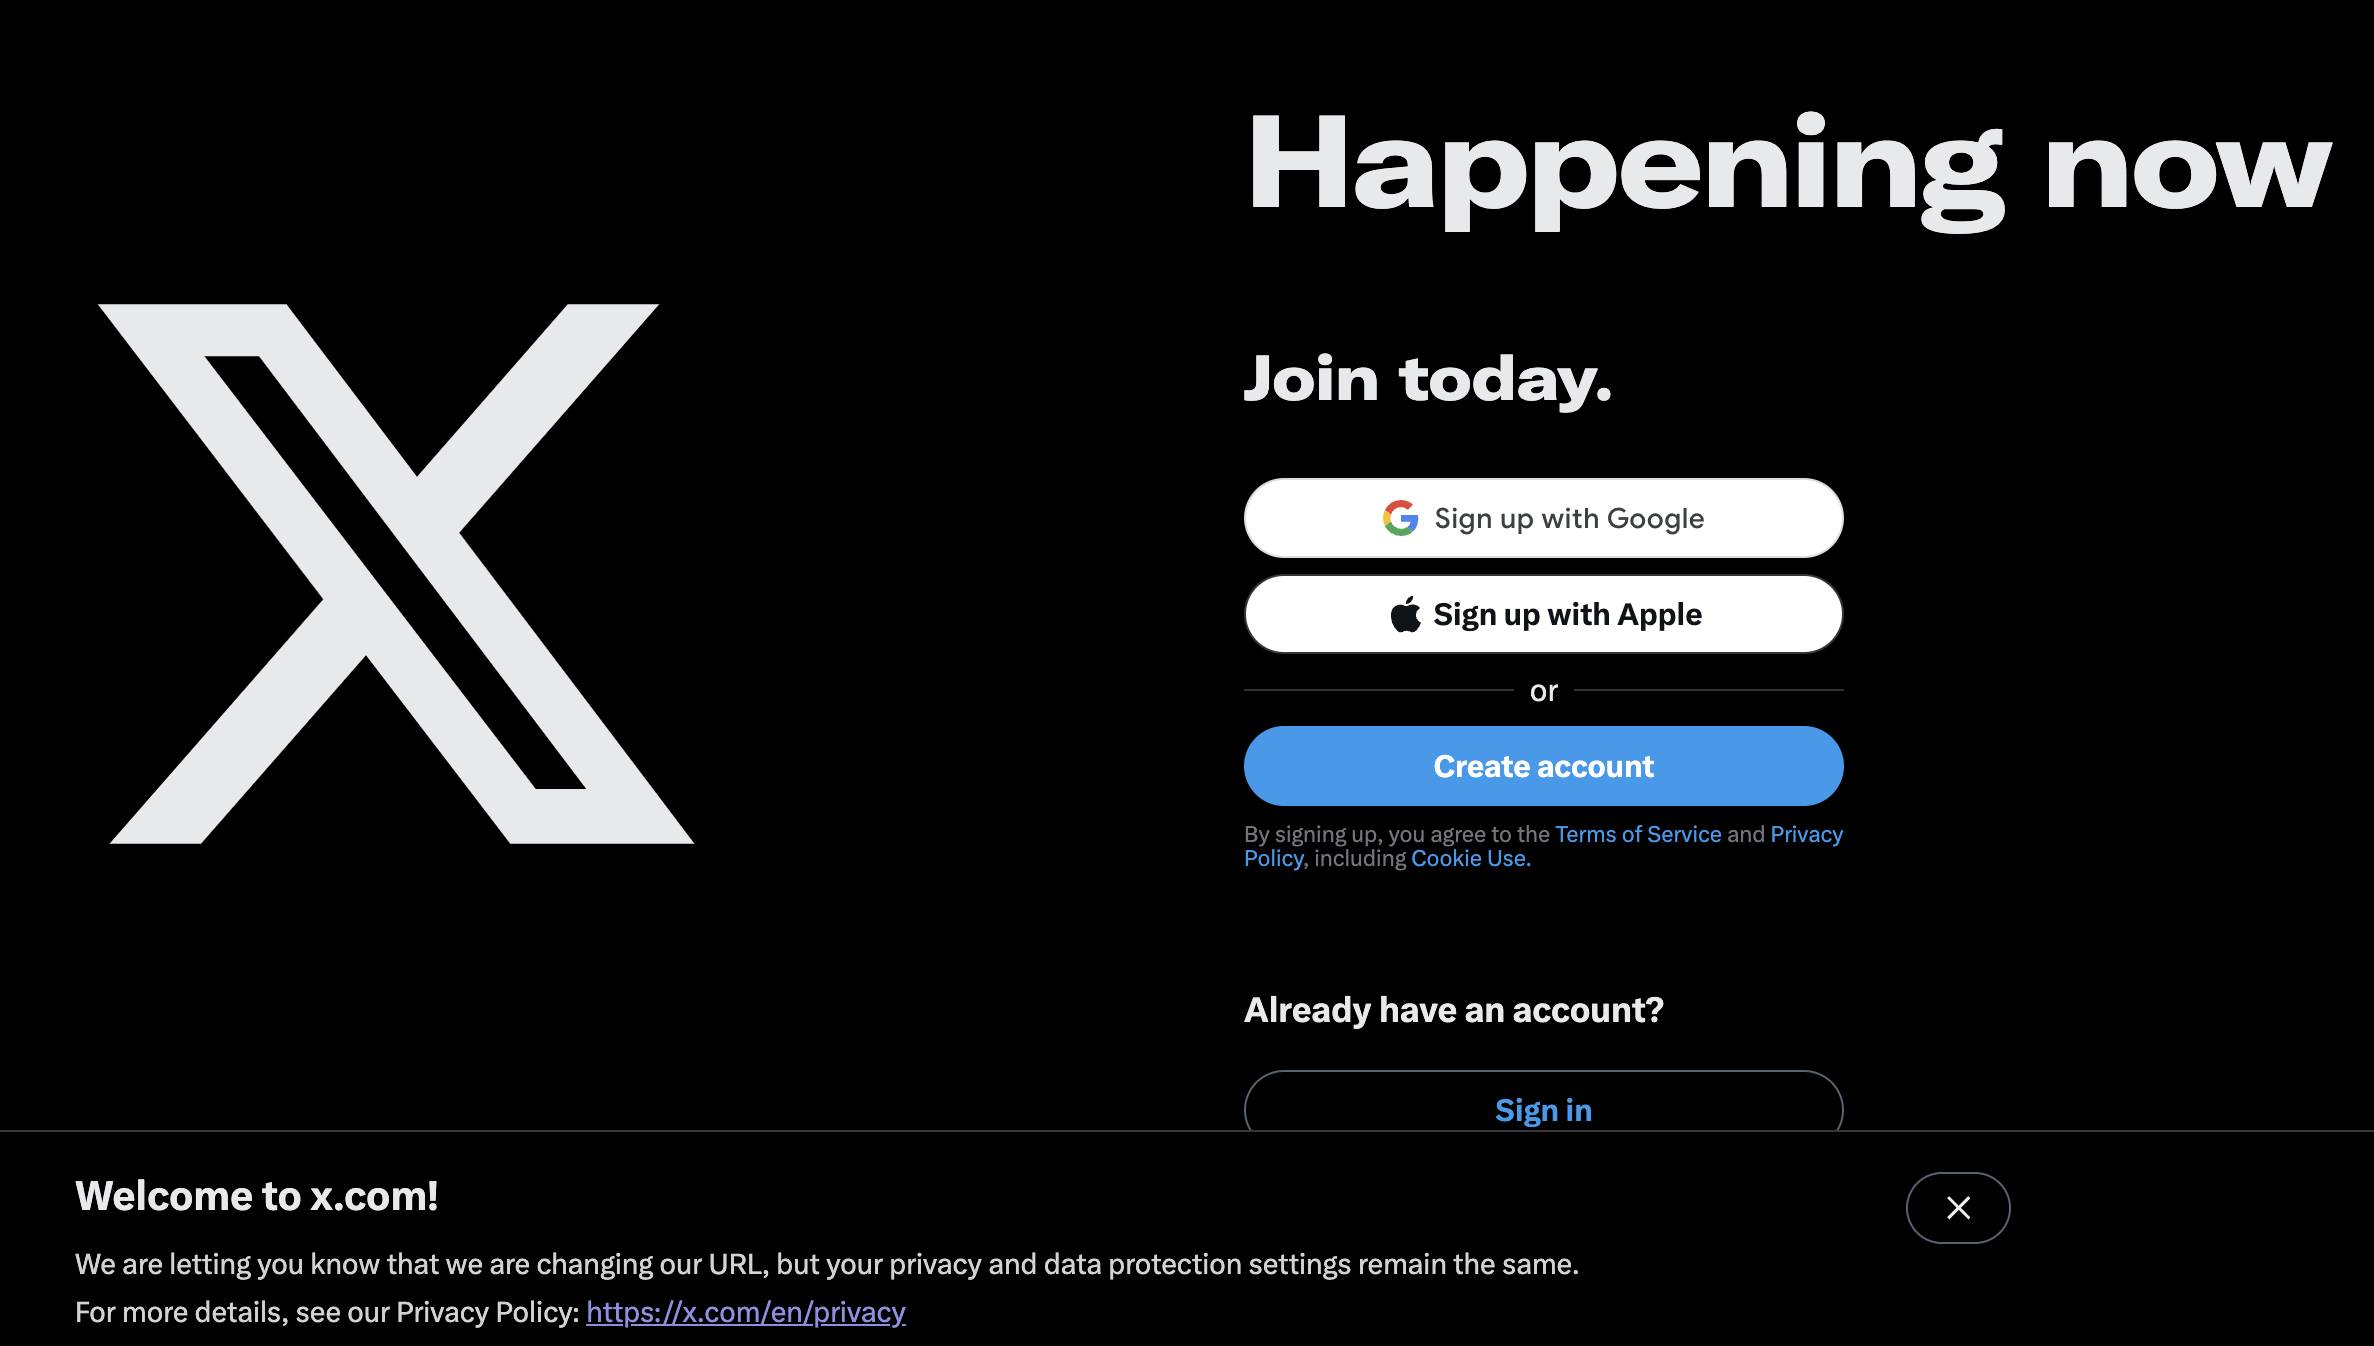 Happening now
Join today.
Sign up with Google
Sign up with Apple
or
Create account
By signing up, you agree to the Terms of Service and Privacy
Policy, including Cookie Use.
Already have an account?
Sign in
Welcome to x.com!
We are letting you know that we are changing our URL, but your privacy and data protection settings remain the same.
For more details, see our Privacy Policy: https://x.com/en/privacy